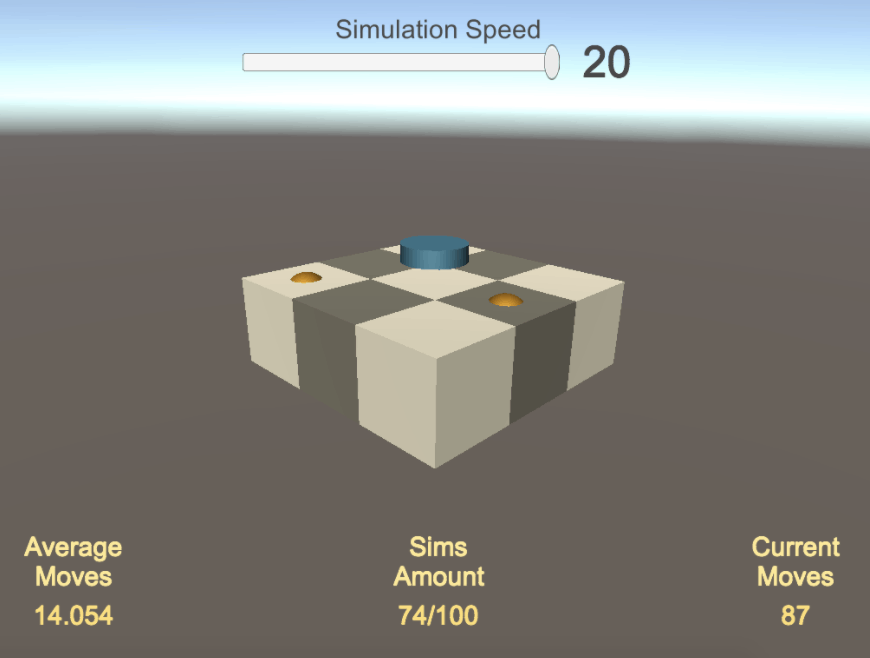 Simulation Speed
20
Average
Moves
14.054
Sims
Amount
74/100
Current
Moves
87